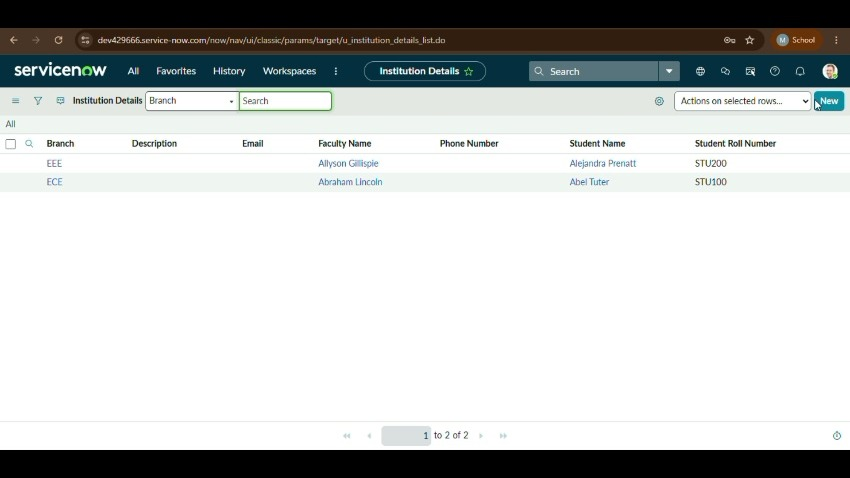 dev429666.service-now.com/now/nav/ui/classic/params/target/u_institution_details_list.do
M School
servicenow All Favorites History Workspaces Institution Details Search
Institution Details Branch Search Actions on selected rows... New
All
Branch Description Email Faculty Name Phone Number Student Name Student Roll Number
EEE Allyson Gillispie Alejandra Prenatt STU200
ECE Abraham Lincoln Abel Tuter STU100
1 to 2 of 2